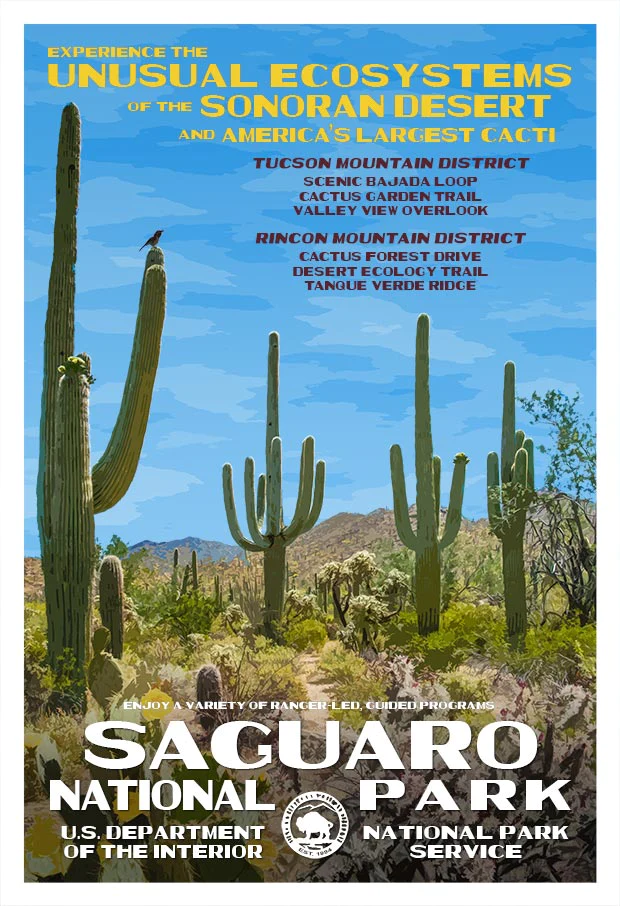 EXPERIENCE THE
UNUSUAL ECOSYSTEMS
OF THE SONORAN DESERT
AND AMERICA'S LARGEST CACTI
TUCSON MOUNTAIN DISTRICT
SCENIC BAJADA LOOP
CACTUS GARDEN TRAIL
VALLEY VIEW OVERLOOK
RINCON MOUNTAIN DISTRICT
CACTUS FOREST DRIVE
DESERT ECOLOGY TRAIL
TANQUE VERDE RIDGE
ENJOY A VARIETY OF RANGER-LED, GUIDED PROGRAMS
SAGUARO
NATIONAL PARK
U.S. DEPARTMENT
OF THE INTERIOR
EST. 1994
NATIONAL PARK
SERVICE